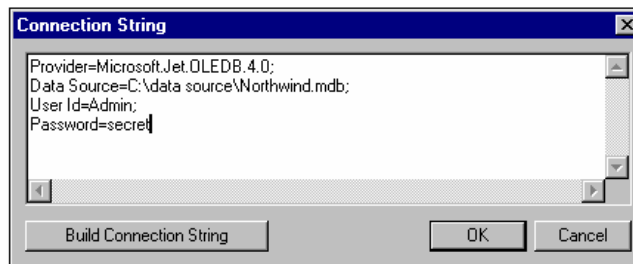 Connection String
Provider=Microsoft.Jet.OLEDB.4.0;
Data Source=C:\data source\Northwind.mdb;
User Id=Admin;
Password=secret
Build Connection String
OK
Cancel